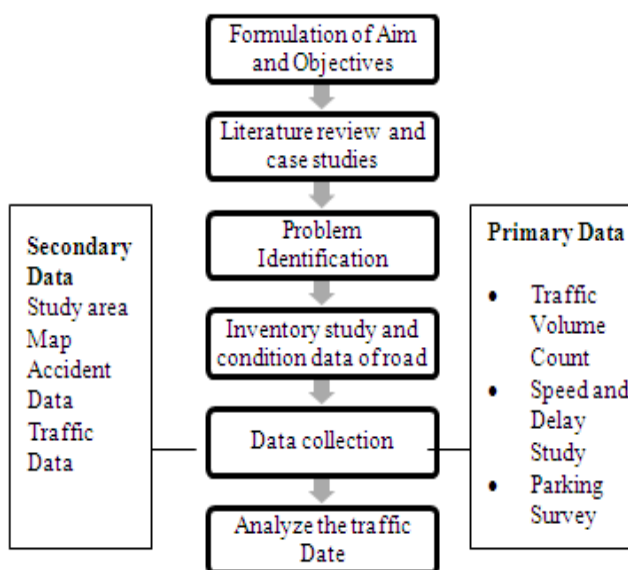 Formulation of Aim
and Objectives
Literature review and
case studies
Problem
Identification
Inventory study and
condition data of road
Data collection
Analyze the traffic
Date
Secondary
Data
Study area
Map
Accident
Data
Traffic
Data
Primary Data
• Traffic
Volume
Count
• Speed and
Delay
Study
• Parking
Survey